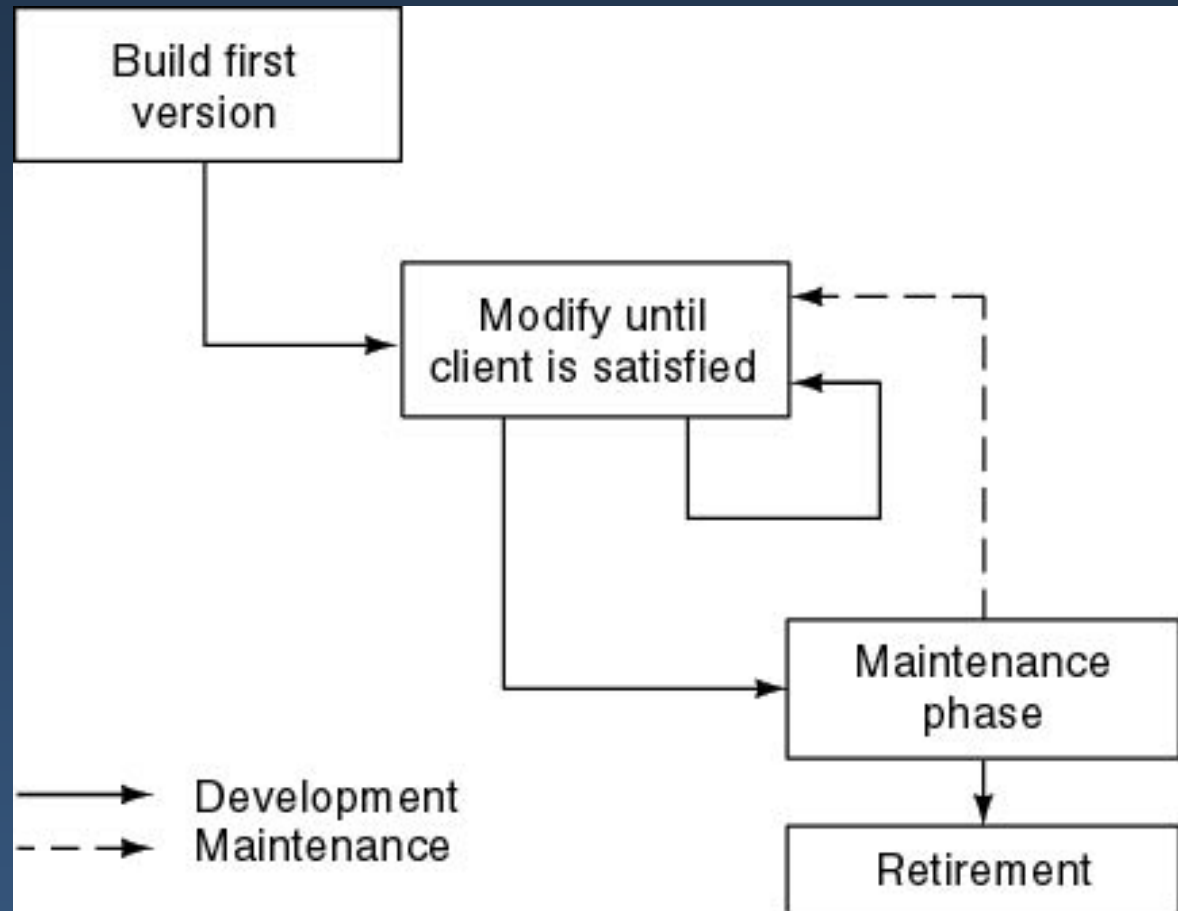 Build first
version
Modify until
client is satisfied
Maintenance
phase
Development
Maintenance
Retirement